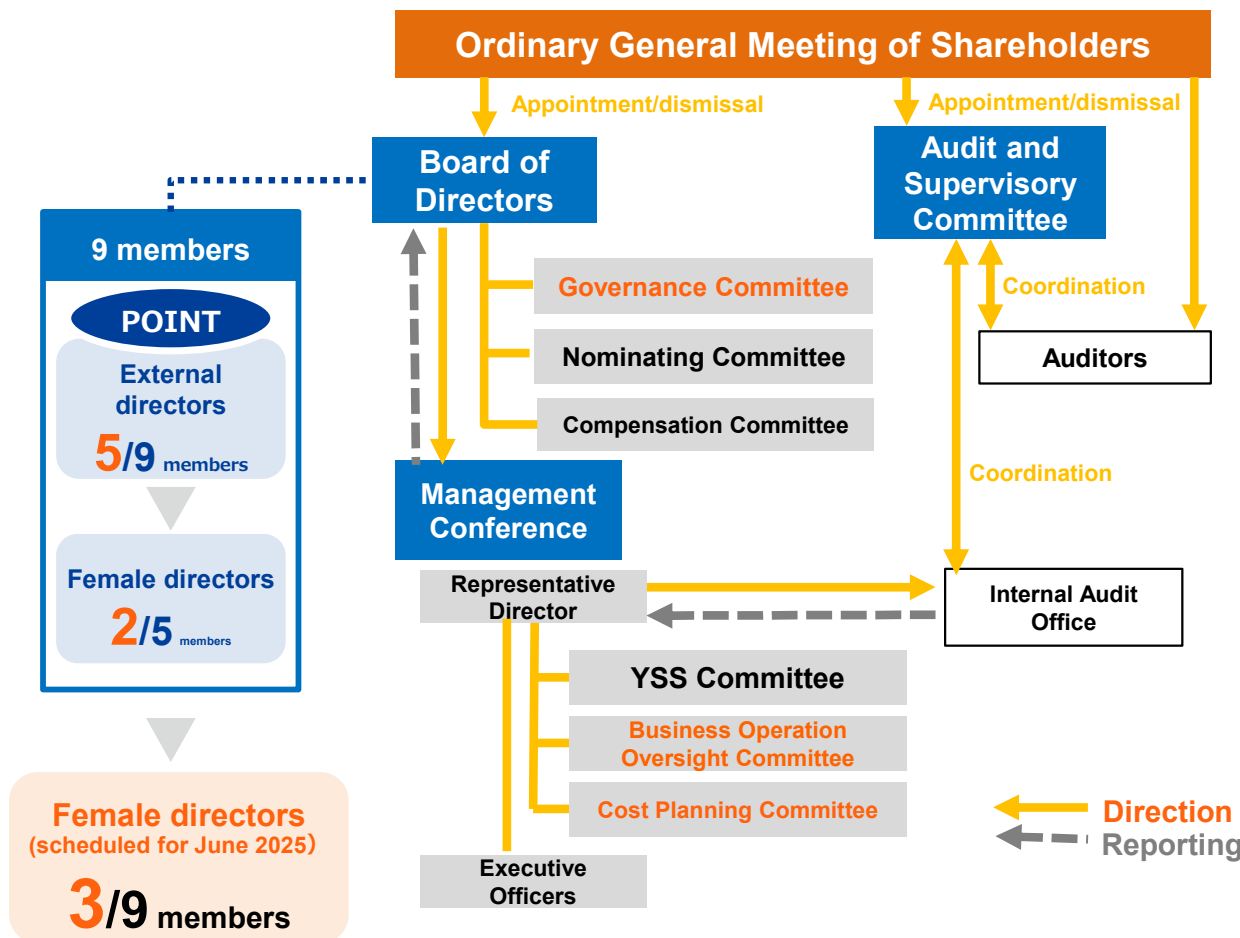 Ordinary General Meeting of Shareholders
Appointment/dismissal
Appointment/dismissal
Board of
Directors
Audit and
Supervisory
Committee
9 members
POINT
External
directors
5/9 members
Female directors
2/5 members
Female directors
(scheduled for June 2025）
3/9 members
Governance Committee
Nominating Committee
Compensation Committee
Coordination
Auditors
Coordination
Management
Conference
Representative
Director
Internal Audit
Office
YSS Committee
Business Operation
Oversight Committee
Cost Planning Committee
Executive
Officers
Direction
Reporting